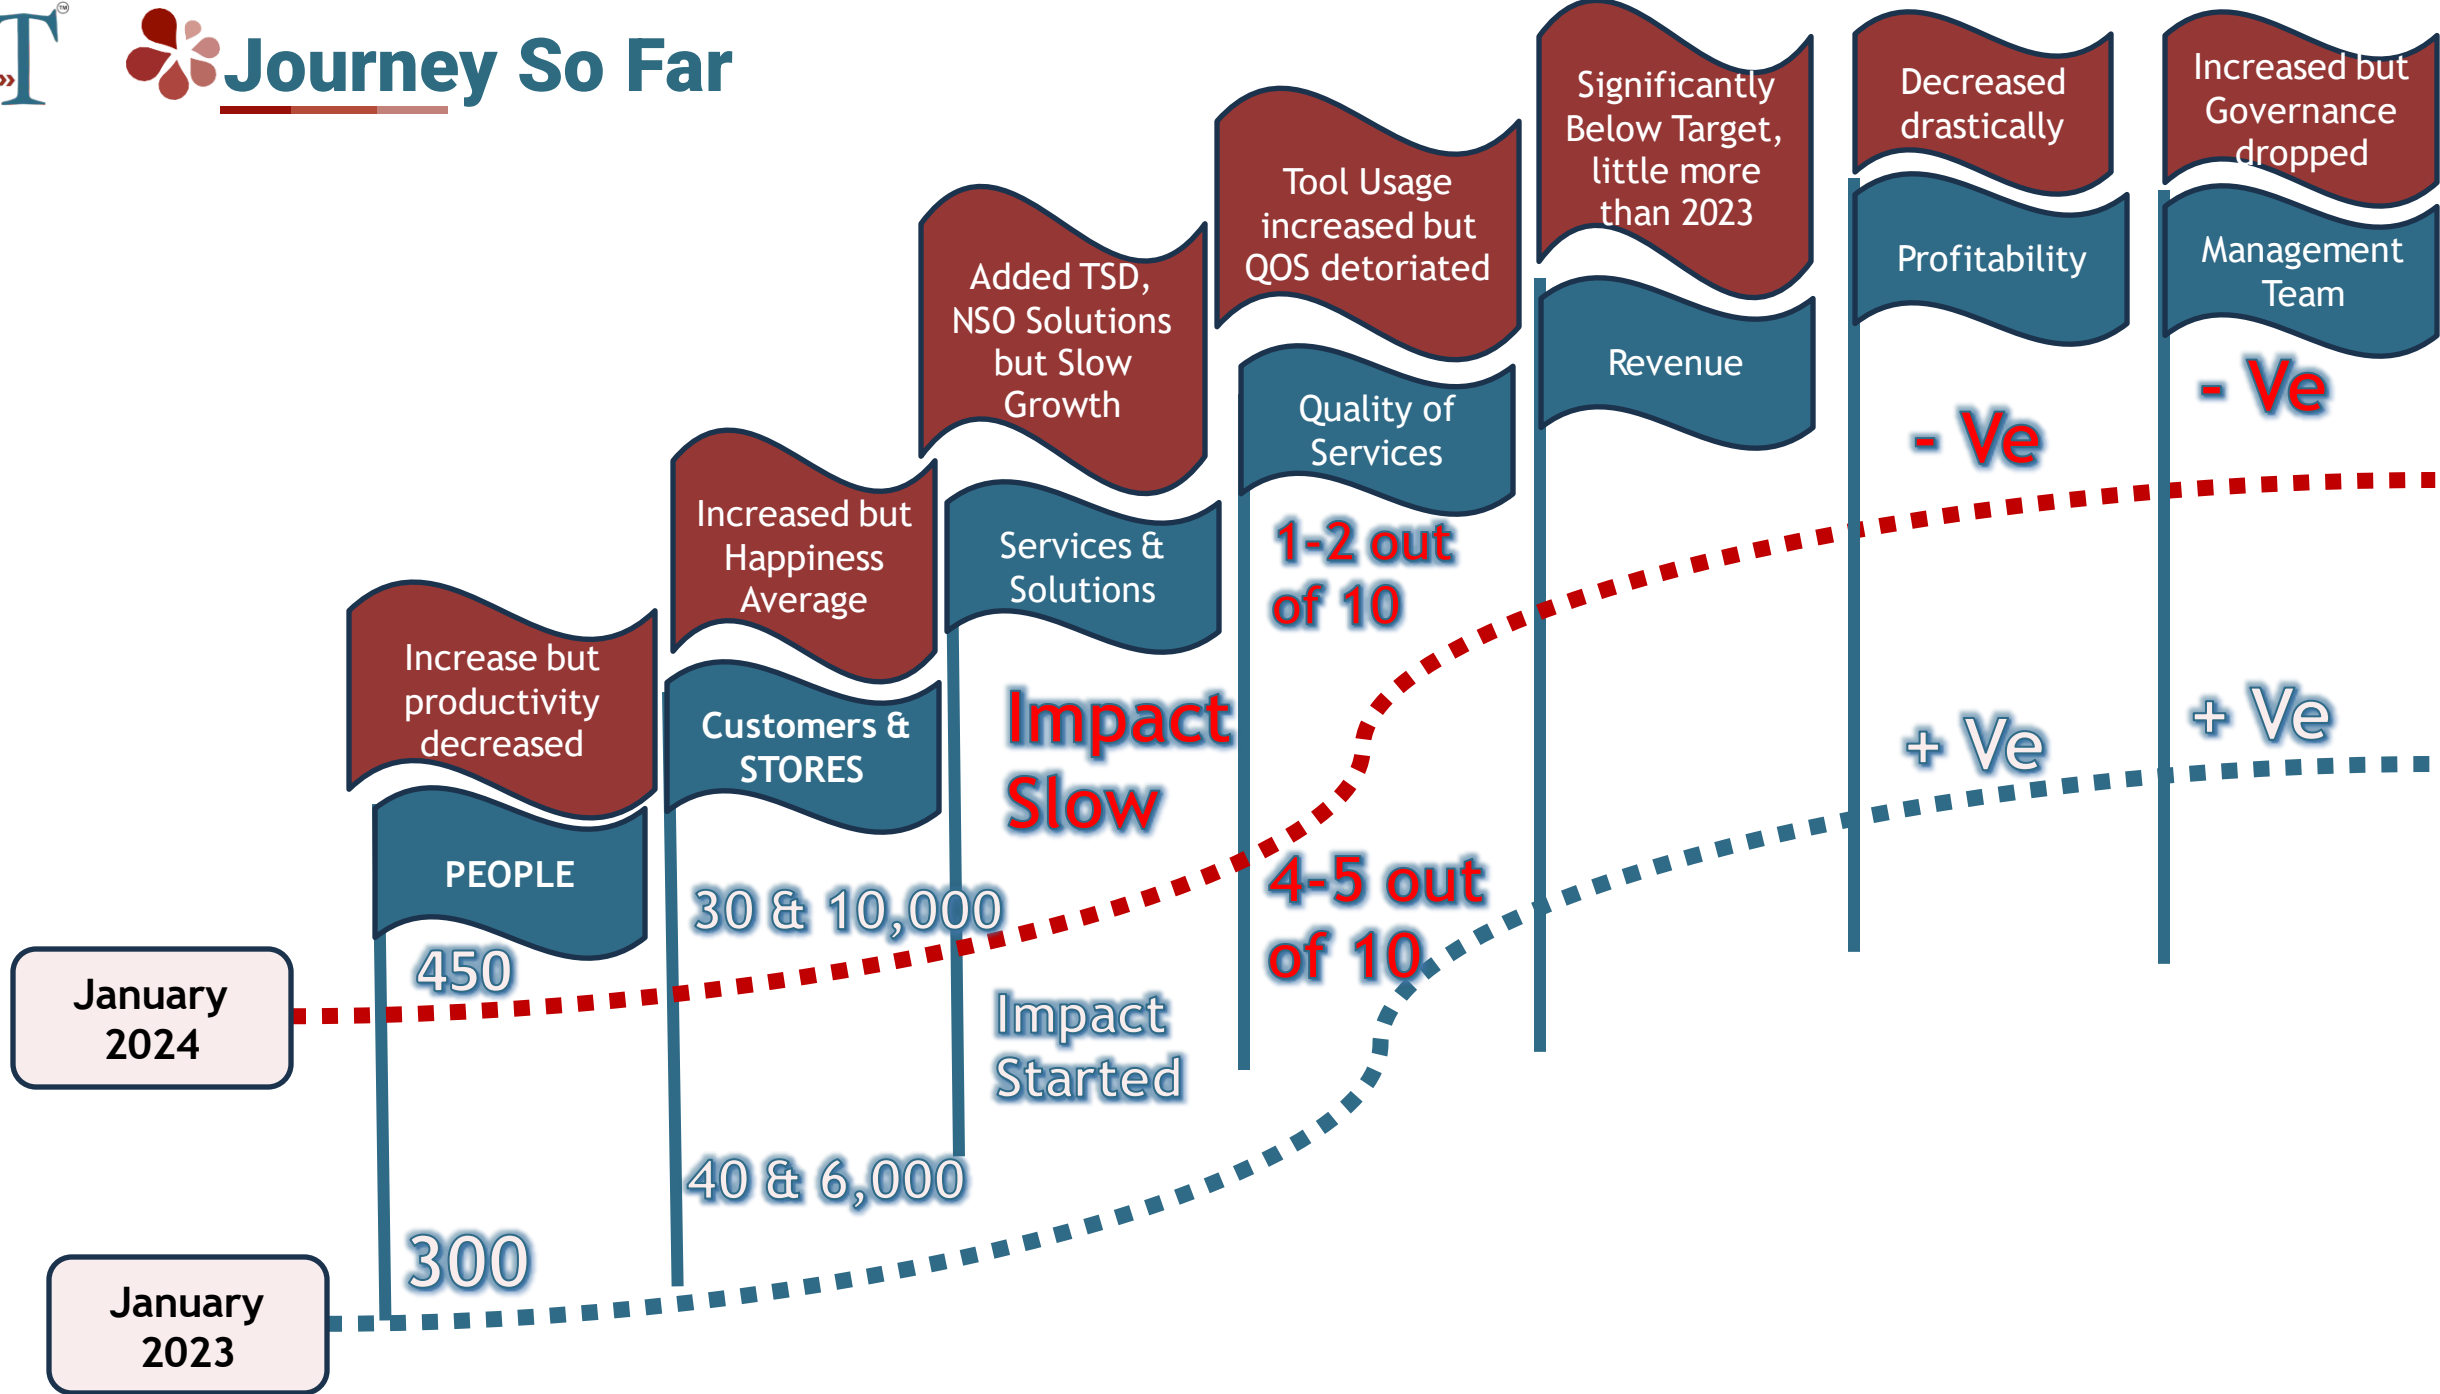 T
TM
»
Journey So Far
Increase but
productivity
decreased
PEOPLE
450
300
Increased but
Happiness
Average
Customers &
STORES
30 & 10,000
40 & 6,000
Added TSD,
NSO Solutions
but Slow
Growth
Services &
Solutions
Impact
Slow
Impact
Started
Tool Usage
increased but
QOS detoriated
Quality of
Services
1-2 out
of 10
4-5 out
of 10
Significantly
Below Target,
little more
than 2023
Revenue
Decreased
drastically
Profitability
- Ve
+ Ve
Increased but
Governance
dropped
Management
Team
- Ve
+ Ve
January
2024
January
2023